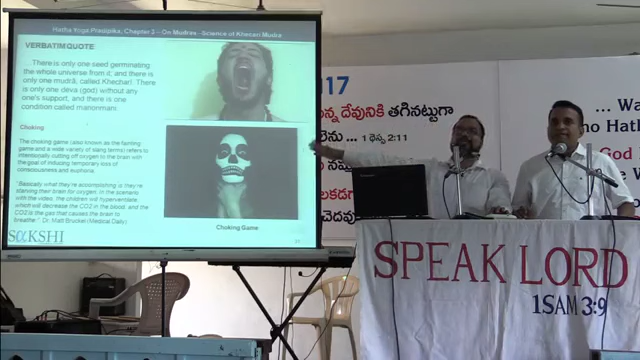 Hatha Yoga Pradipika, Chapter 3 – On Mudras - Science of Khecari Mudra
VERBATIM QUOTE
... There is only one seed germinating
the whole universe from it, and there is
only one mudrā, called Khechari. There
is only one deva (god) without any
one's support, and there is one
condition called manonmani.
Choking
The choking game (also known as the fainting
game and a wide variety of slang terms) refers to
intentionally cutting off oxygen to the brain with
the goal of inducing temporary loss of
consciousness and euphoria.
"Basically what they're accomplishing is they're
starving their brain for oxygen. In the scenario
with the video, the children will hyperventilate,
which will decrease the CO2 in the blood, and the
CO2 is the gas that causes the brain to
breathe." Dr. Matt Bruckel (Medical Daily)
Choking Game
SαKSHI
17
దేవునికి తగినట్టుగా
1 థెస్స 2:11
... Wa
God
SPEAK LORD
1SAM 3:9